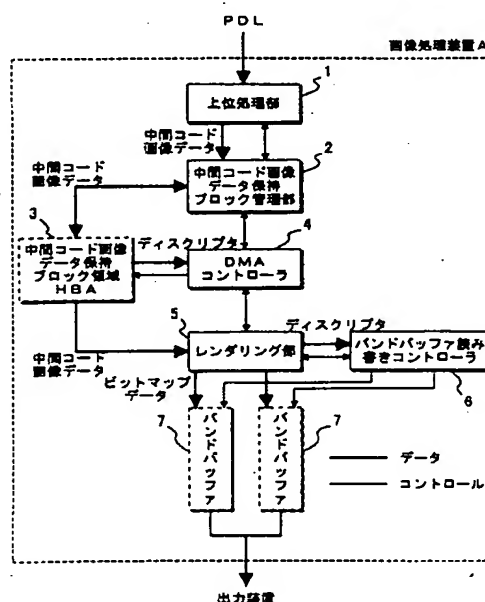 PDL
画像処理装置A
1
上位処理部
中間コード
画像データ
2
中間コード
画像データ
中間コード画像
データ保持
ブロック管理部
3
中間コード画像
データ保持
ブロック領域
HBA
ディスクリプタ
4
DMA
コントローラ
5
ディスクリプタ
レンダリング部
バンドバッファ読み
書きコントローラ
中間コード
画像データ
ビットマップ
データ
6
7
バンドバッファ
バンドバッファ
7
データ
コントロール
出力装置